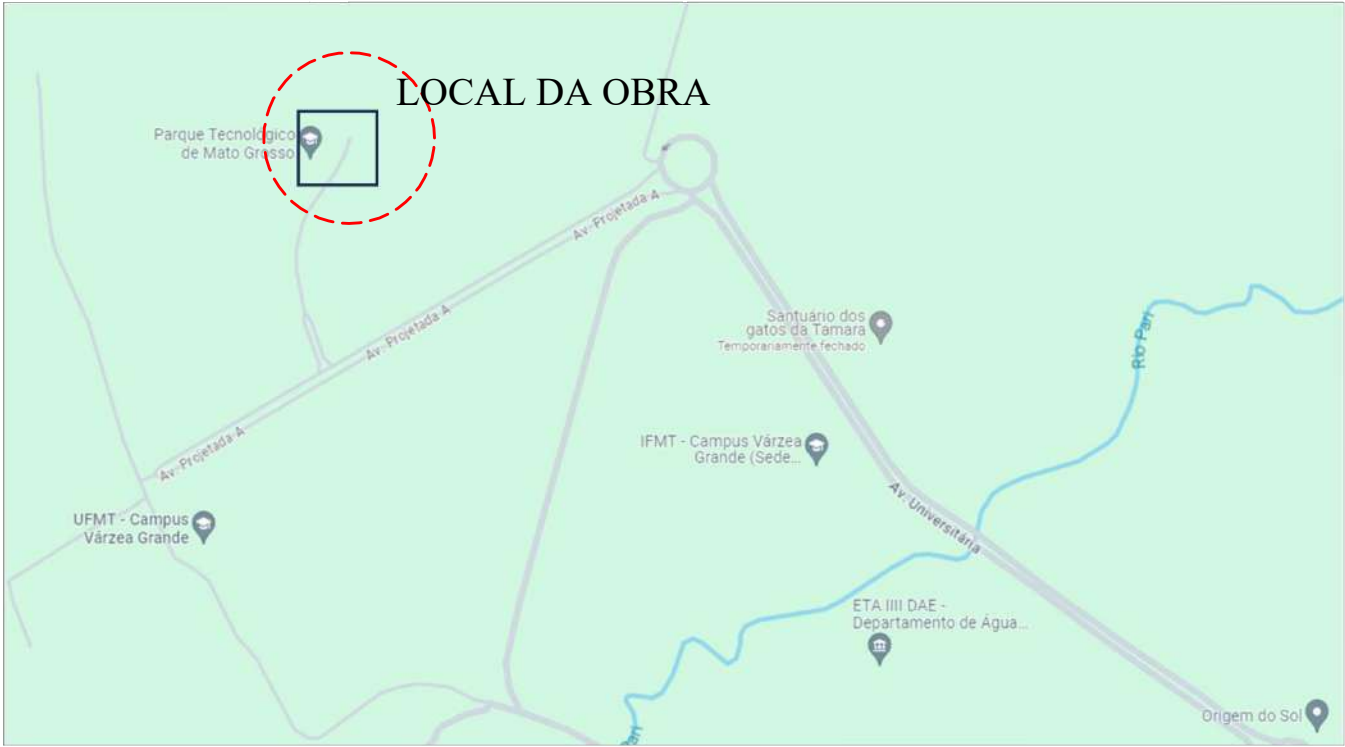 LOCAL DA OBRA
Parque Tecnológico
de Mato Grosso
Av. Projetada A
Av. Projetada A
Av. Projetada A
Santuário dos
gatos da Tamara
Temporariamente fechado
Rio Pari
IFMT - Campus Várzea
Grande (Sede...
Av. Universitária
UFMT - Campus
Várzea Grande
ETA IIII DAE -
Departamento de Água...
Origem do Sol